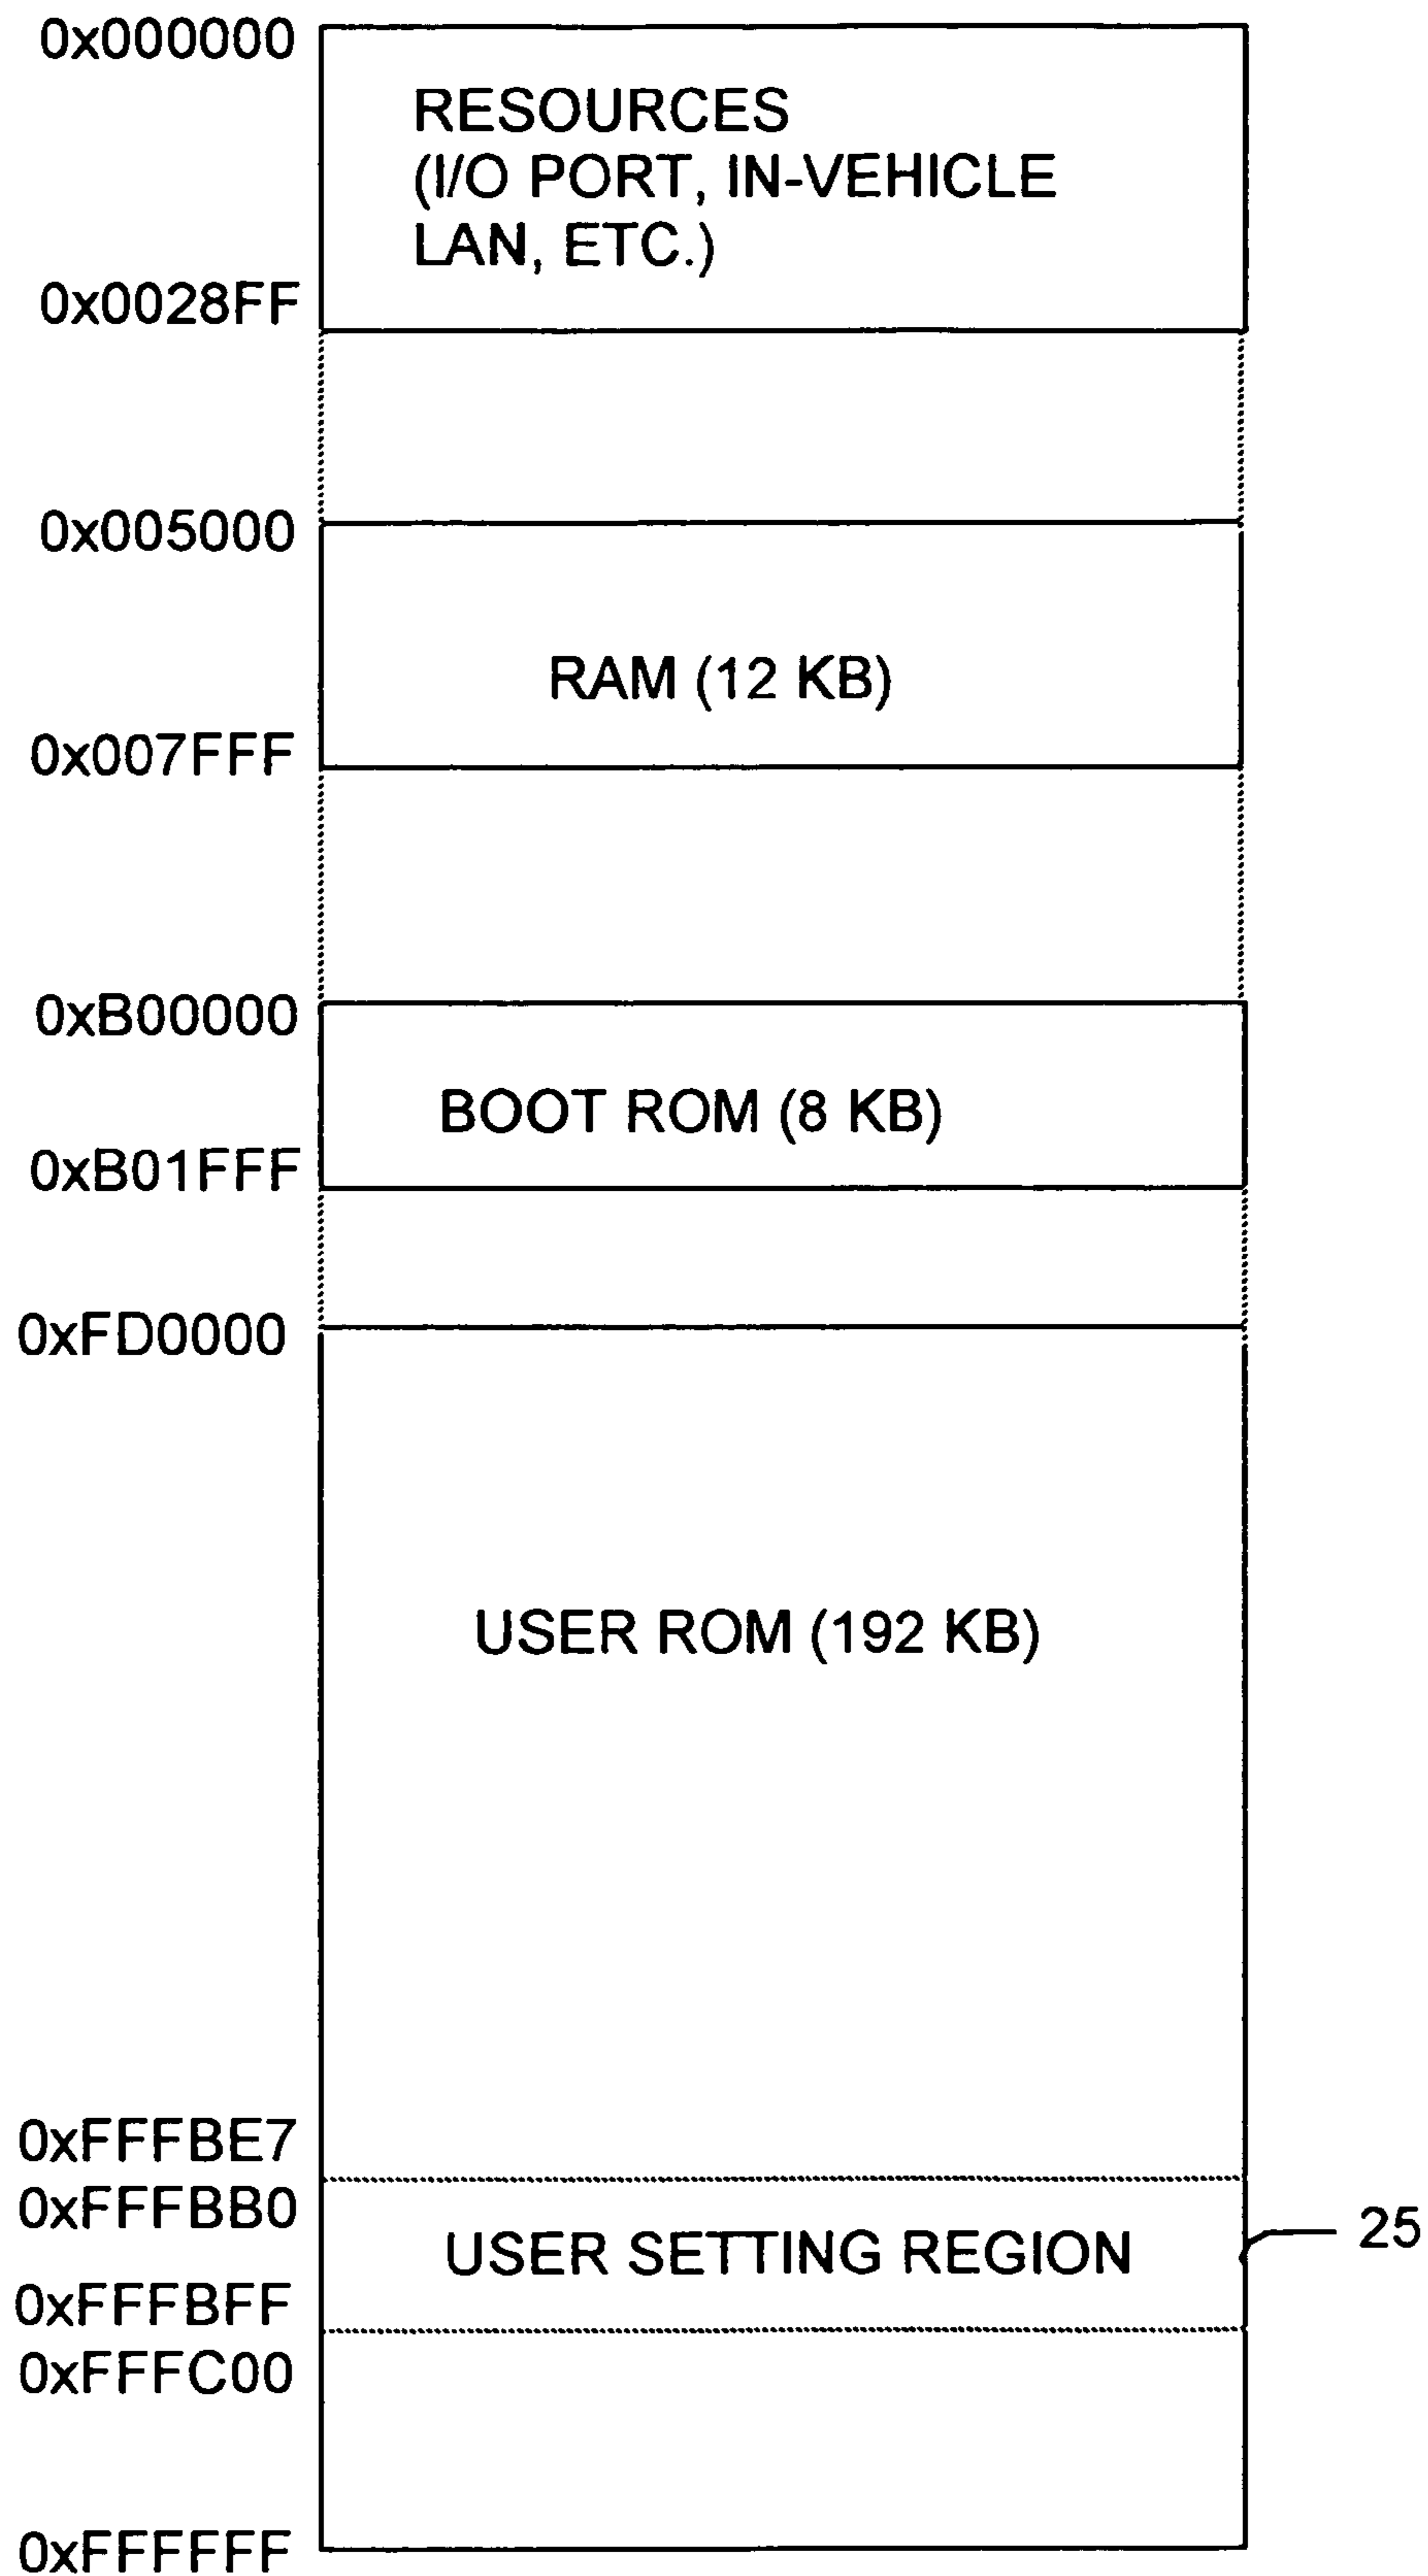 0x000000
RESOURCES
(I/O PORT, IN-VEHICLE
LAN, ETC.)
0x0028FF
0x005000
RAM (12 KB)
0x007FFF
0xB00000
BOOT ROM (8 KB)
0xB01FFF
0xFD0000
USER ROM (192 KB)
0xFFFBE7
0xFFFBB0
USER SETTING REGION
25
0xFFFBFF
0xFFFC00
0xFFFFFF